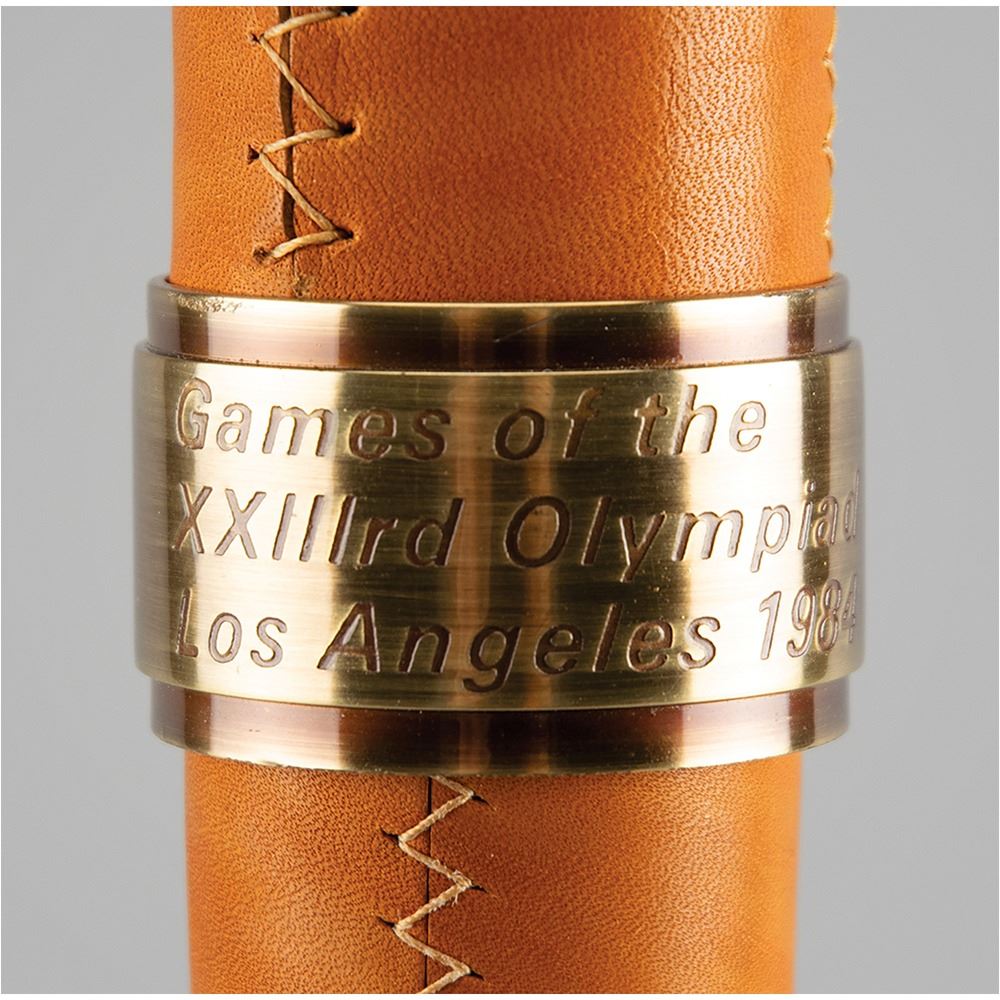 Games of the
XXIIIrd Olympiad
Los Angeles 1984